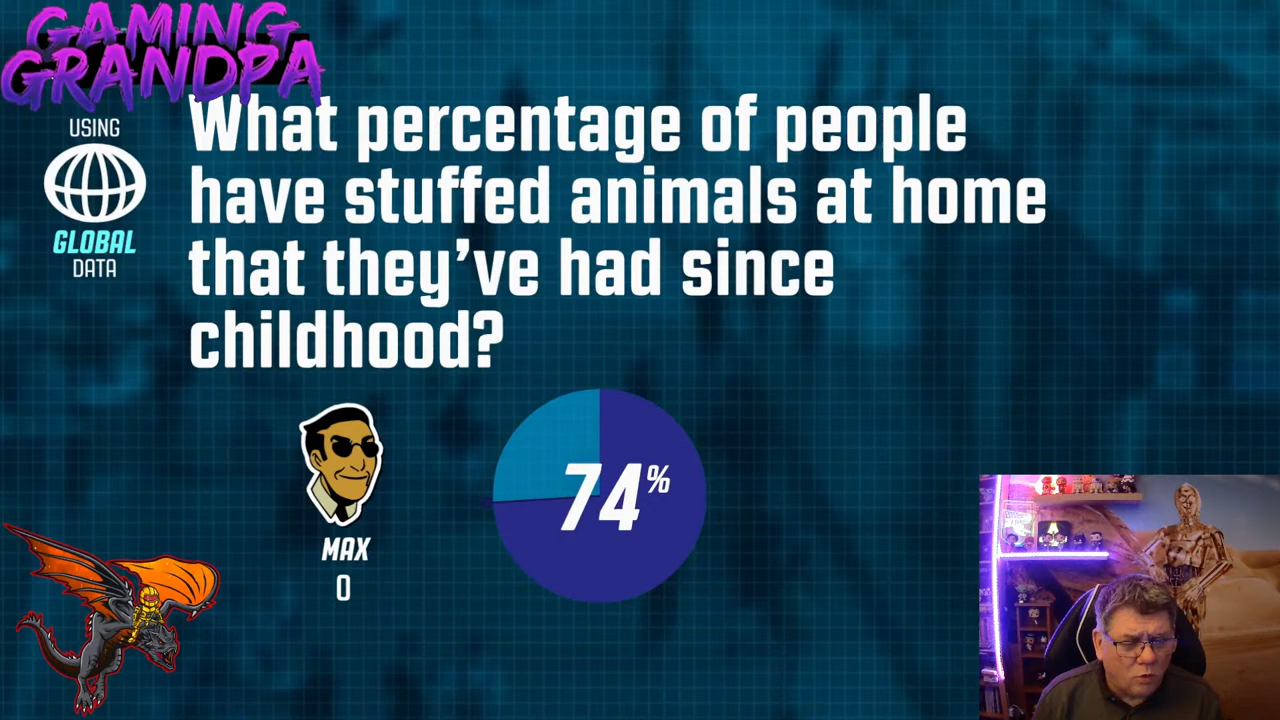 GAMING
GRANDPA
USING
GLOBAL
DATA
What percentage of people
have stuffed animals at home
that they've had since
childhood?
74%
MAX
0